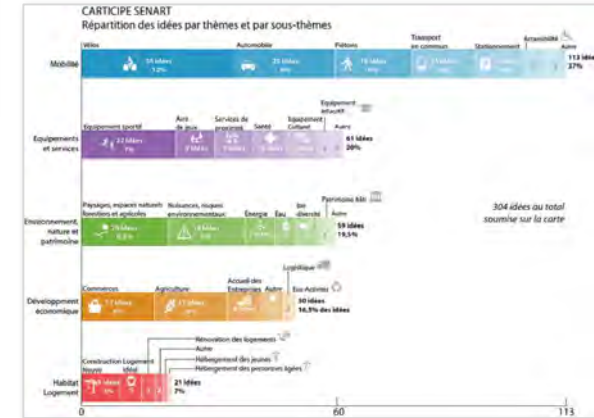 CARTICIPE SENART
Répartition des idées par thèmes et par sous-thèmes
Vélos
Automobile
Piétons
Transport
en commun
Stationnement
Accessibilité
Autre
Mobilité
12%
113 idées
37%
Equipement sportif
Aire
de jeux
Services de
proximité
Santé
Equipement
Culturel
Equipement
éducatif
Autre
Equipements
et services
22 idées
7%
61 idées
20%
Paysages, espaces naturels
forestiers et agricoles
Nuisances, risques
environnementaux
Energie
Eau
bio
diversité
Patrimoine bâti
Autre
Environnement,
nature et
patrimoine
59 idées
19,5%
304 idées au total
soumise sur la carte
Commerces
Agriculture
Accueil des
Entreprises
Autre
Logistique
Eco Activités
Développment
économique
50 idées
16,5% des idées
Rénovation des logements
Autre
Hébergement des jeunes
Hébergement des personnes âgées
Construction
Neuve
Logement
Idéal
Habitat
Logement
21 idées
7%
0
60
113